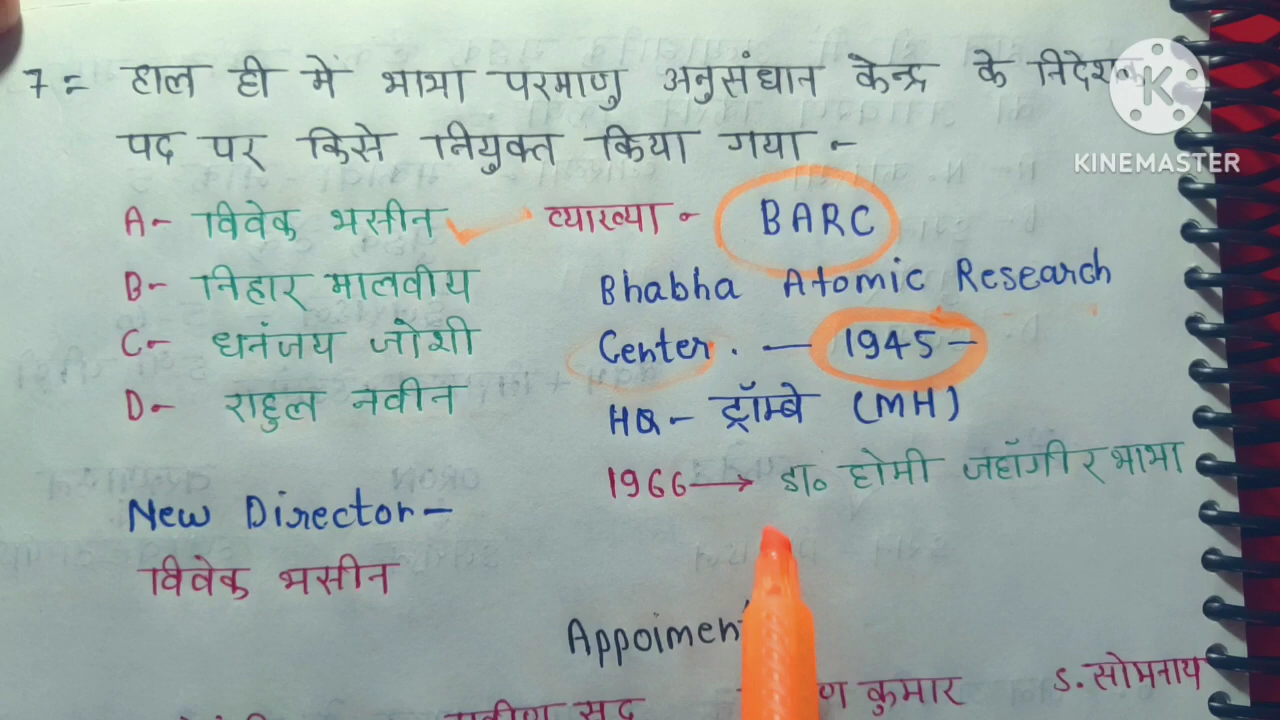 7 = हाल ही में भाभा परमाणु अनुसंधान केन्द्र के निदेशक
पद पर किसे नियुक्त किया गया -
A - विवेक भसीन
B - निहार मालवीय
C - धनंजय जोशी
D - राहुल नवीन
व्याख्या - BARC
Bhabha Atomic Research
Center. — 1945 -
HQ - ट्रॉम्बे (MH)
1966 → डा० होमी जहाँगीर भाभा
New Director -
विवेक भसीन
Appoimen
कुमार S. सोमनाथ
K
KINEMASTER